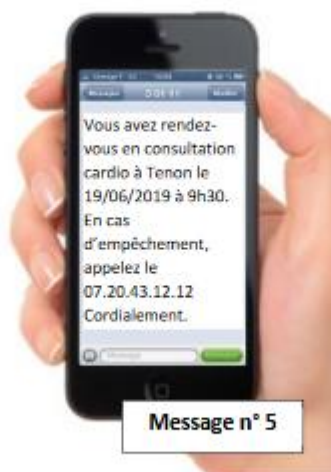 Vous avez rendez-
vous en consultation
cardio à Tenon le
19/06/2019 à 9h30.
En cas
d'empêchement,
appelez le
07.20.43.12.12
Cordialement.
Message n° 5